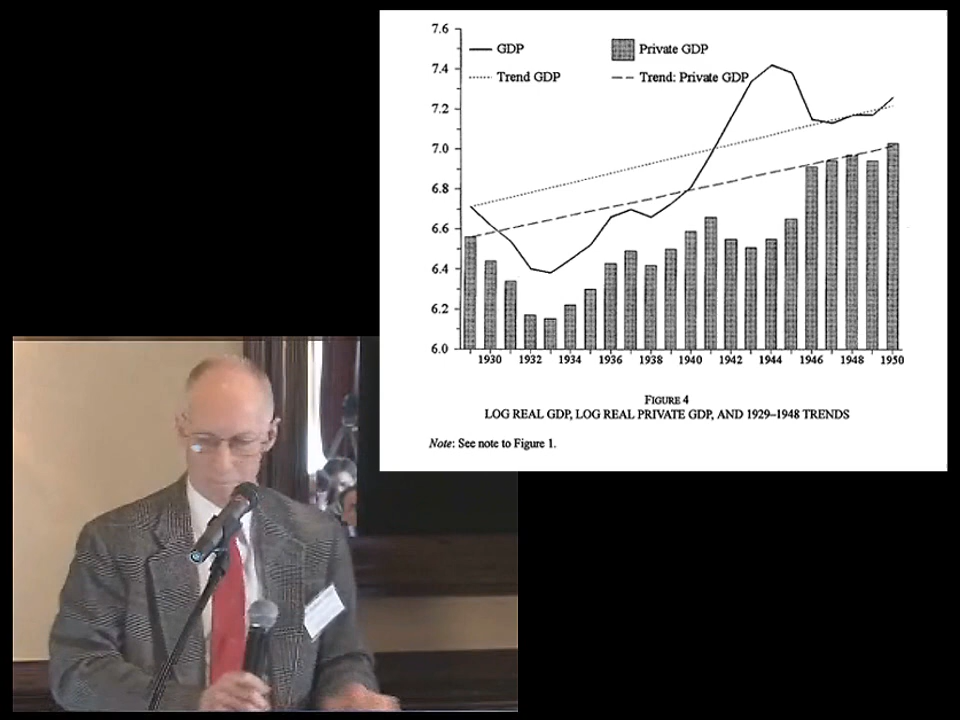 7.6
GDP
Private GDP
7.4
Trend GDP
Trend: Private GDP
7.2
7.0
6.8
6.6
6.4
6.2
6.0
1930 1932 1934 1936 1938 1940 1942 1944 1946 1948 1950
FIGURE 4
LOG REAL GDP, LOG REAL PRIVATE GDP, AND 1929–1948 TRENDS
Note: See note to Figure 1.